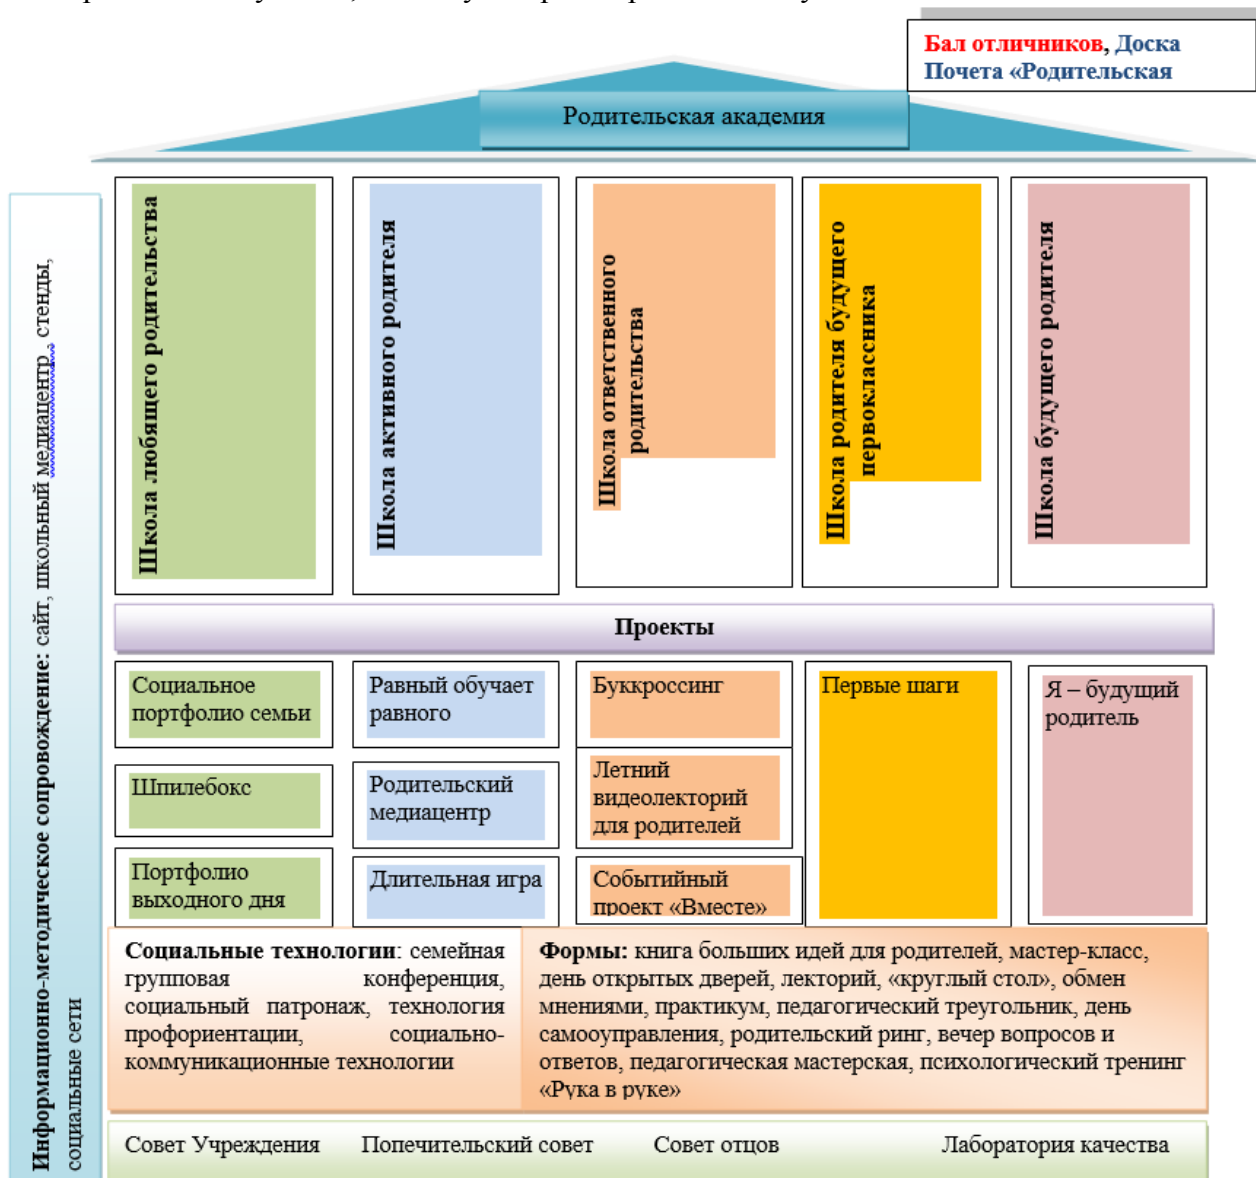 Бал отличников, Доска
Почета «Родительская
Родительская академия
Информационно-методическое сопровождение: сайт, школьный медиацентр, стенды,
социальные сети
Школа любящего родительства
Школа активного родителя
Школа ответственного
родительства
Школа родителя будущего
первоклассника
Школа будущего родителя
Проекты
Социальное
портфолио семьи
Равный обучает
равного
Буккроссинг
Первые шаги
Я – будущий
родитель
Шпилебокс
Родительский
медиацентр
Летний
видеолекторий
для родителей
Портфолио
выходного дня
Длительная игра
Событийный
проект «Вместе»
Социальные технологии: семейная
групповая конференция,
социальный патронаж, технология
профориентации, социально-
коммуникационные технологии
Формы: книга больших идей для родителей, мастер-класс,
день открытых дверей, лекторий, «круглый стол», обмен
мнениями, практикум, педагогический треугольник, день
самоуправления, родительский ринг, вечер вопросов и
ответов, педагогическая мастерская, психологический тренинг
«Рука в руке»
Совет Учреждения Попечительский совет Совет отцов Лаборатория качества